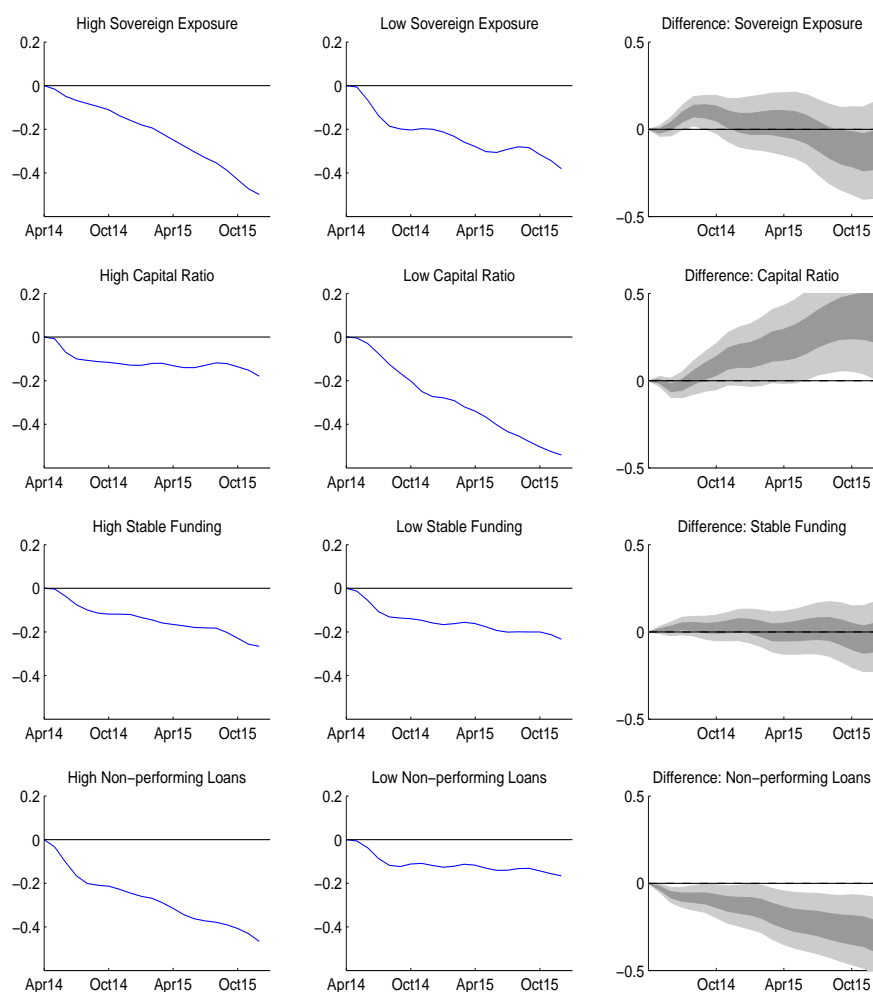 High Sovereign Exposure
Low Sovereign Exposure
Difference: Sovereign Exposure
0.2
0
−0.2
−0.4
Apr14 Oct14 Apr15 Oct15
0.2
0
−0.2
−0.4
Apr14 Oct14 Apr15 Oct15
0.5
0
−0.5
Oct14 Apr15 Oct15
High Capital Ratio
Low Capital Ratio
Difference: Capital Ratio
0.2
0
−0.2
−0.4
Apr14 Oct14 Apr15 Oct15
0.2
0
−0.2
−0.4
Apr14 Oct14 Apr15 Oct15
0.5
0
−0.5
Oct14 Apr15 Oct15
High Stable Funding
Low Stable Funding
Difference: Stable Funding
0.2
0
−0.2
−0.4
Apr14 Oct14 Apr15 Oct15
0.2
0
−0.2
−0.4
Apr14 Oct14 Apr15 Oct15
0.5
0
−0.5
Oct14 Apr15 Oct15
High Non−performing Loans
Low Non−performing Loans
Difference: Non−performing Loans
0.2
0
−0.2
−0.4
Apr14 Oct14 Apr15 Oct15
0.2
0
−0.2
−0.4
Apr14 Oct14 Apr15 Oct15
0.5
0
−0.5
Oct14 Apr15 Oct15